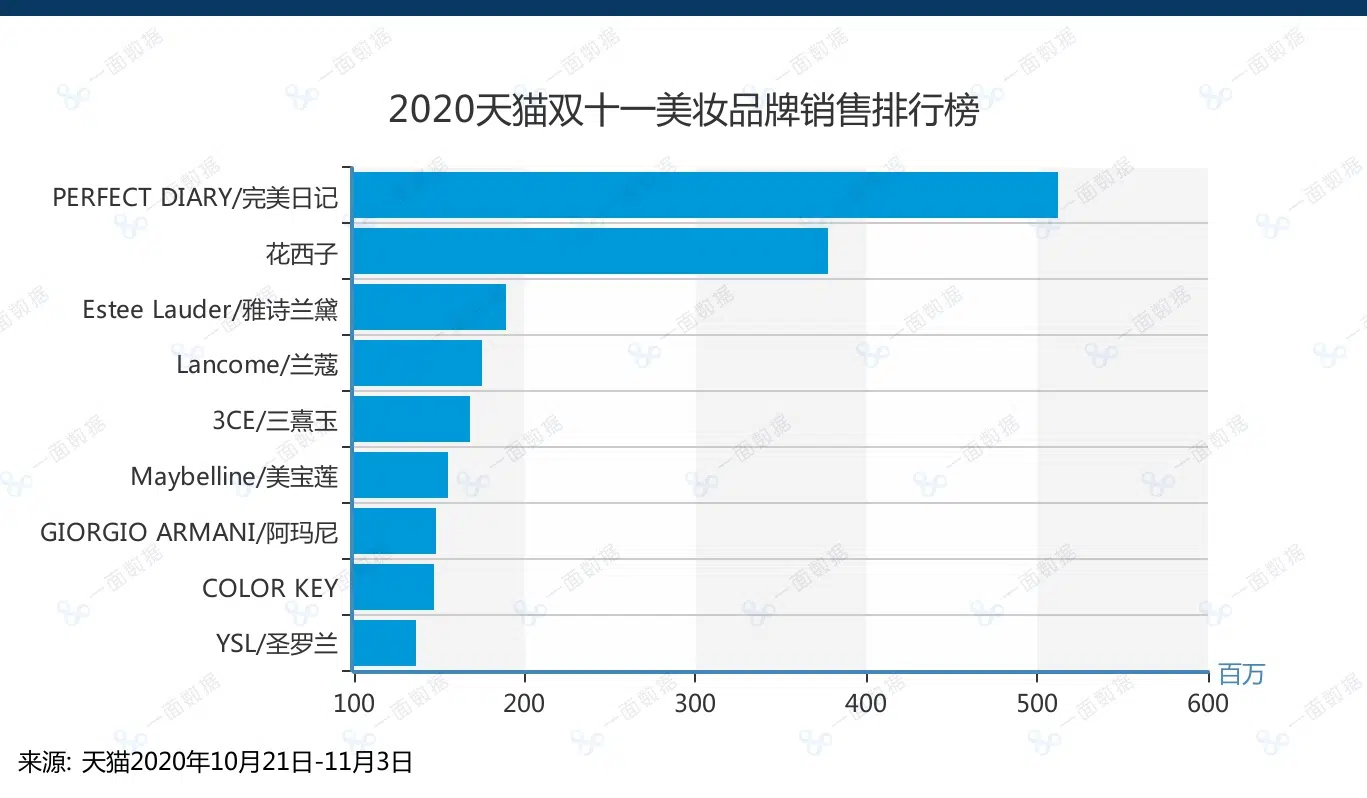 2020天猫双十一美妆品牌销售排行榜
PERFECT DIARY/完美日记
花西子
Estee Lauder/雅诗兰黛
Lancome/兰蔻
3CE/三熹玉
Maybelline/美宝莲
GIORGIO ARMANI/阿玛尼
COLOR KEY
YSL/圣罗兰
百万
100 200 300 400 500 600
来源: 天猫2020年10月21日-11月3日
一面数据